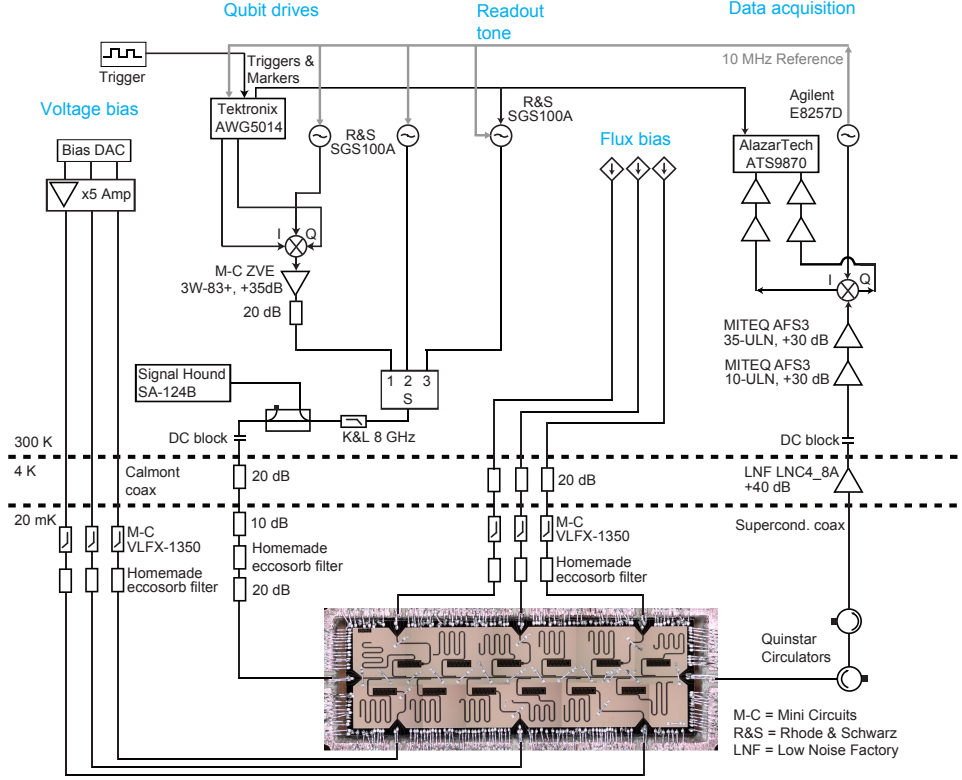 Qubit drives
Readout
tone
Data acquisition
Trigger
Triggers &
Markers
10 MHz Reference
Voltage bias
Tektronix
AWG5014
R&S
SGS100A
R&S
SGS100A
Agilent
E8257D
Bias DAC
x5 Amp
Flux bias
AlazarTech
ATS9870
I
Q
M-C ZVE
3W-83+, +35dB
20 dB
I
Q
MITEQ AFS3
35-ULN, +30 dB
MITEQ AFS3
10-ULN, +30 dB
Signal Hound
SA-124B
1 2 3
S
K&L 8 GHz
DC block
DC block
300 K
4 K
Calmont
coax
20 dB
20 dB
LNF LNC4_8A
+40 dB
20 mK
M-C
VLFX-1350
Homemade
eccosorb filter
10 dB
Homemade
eccosorb filter
20 dB
M-C
VLFX-1350
Homemade
eccosorb filter
Supercond. coax
Quinstar
Circulators
M-C = Mini Circuits
R&S = Rhode & Schwarz
LNF = Low Noise Factory